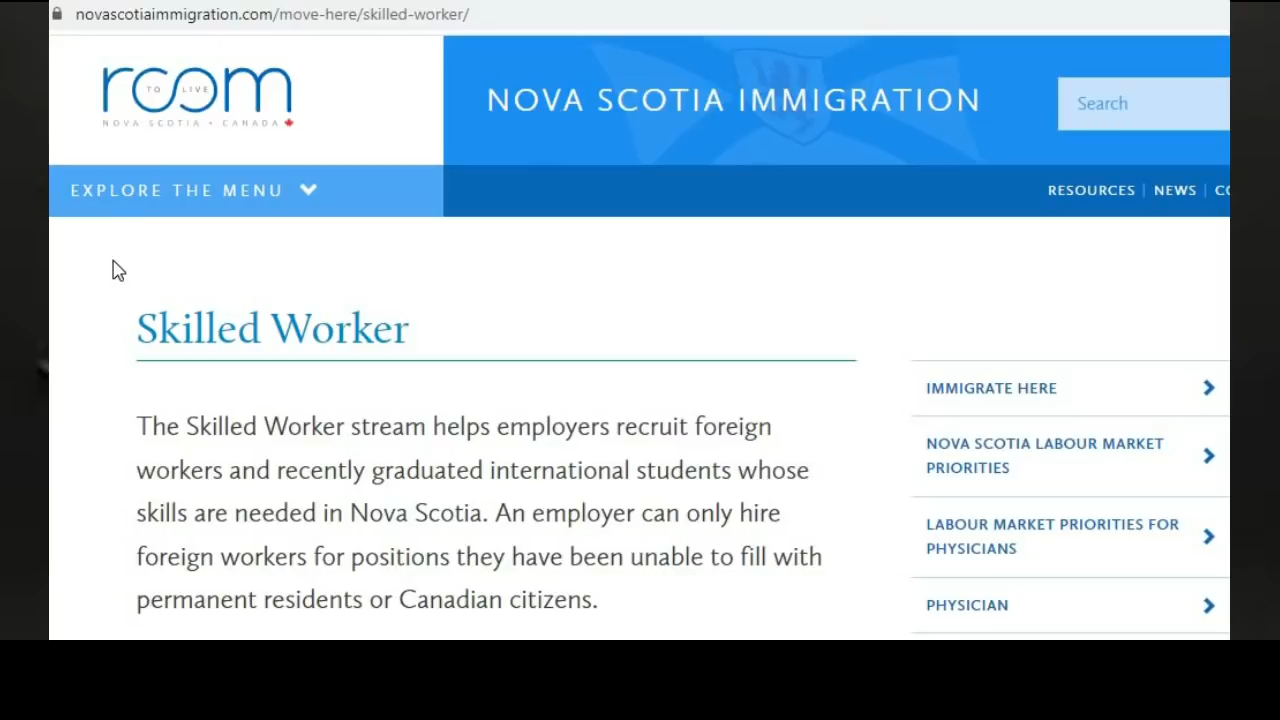 novascotiaimmigration.com/move-here/skilled-worker/
room
TO LIVE
NOVA SCOTIA • CANADA
NOVA SCOTIA IMMIGRATION
Search
EXPLORE THE MENU
RESOURCES | NEWS |
Skilled Worker
The Skilled Worker stream helps employers recruit foreign
workers and recently graduated international students whose
skills are needed in Nova Scotia. An employer can only hire
foreign workers for positions they have been unable to fill with
permanent residents or Canadian citizens.
IMMIGRATE HERE
NOVA SCOTIA LABOUR MARKET
PRIORITIES
LABOUR MARKET PRIORITIES FOR
PHYSICIANS
PHYSICIAN